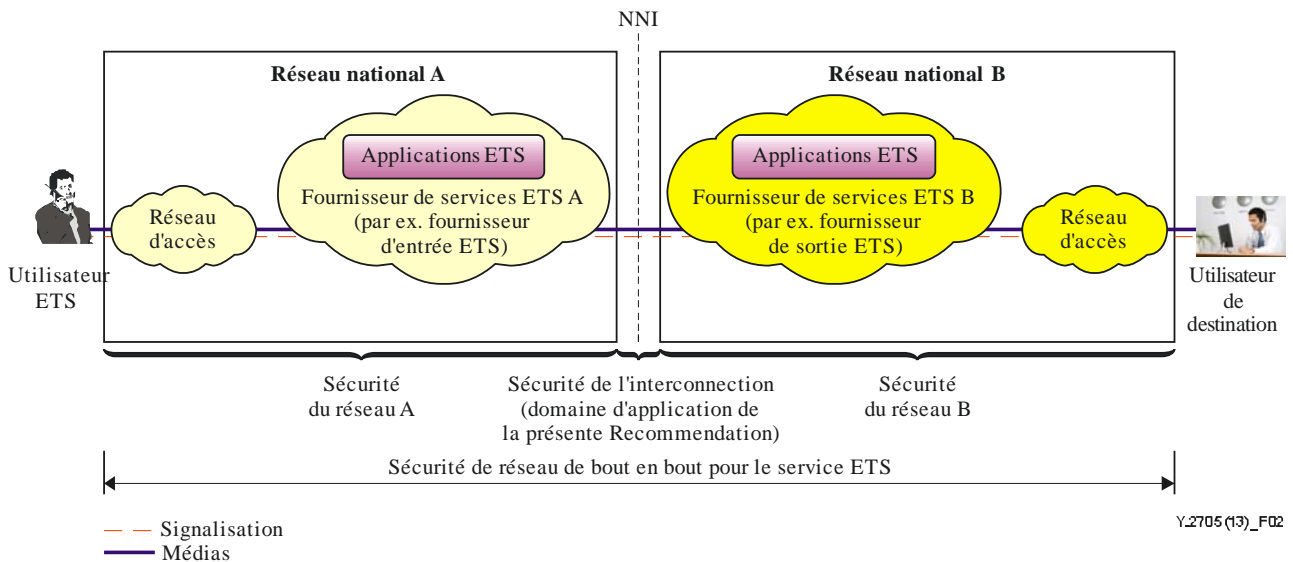 NNI
Réseau national A
Réseau national B
Applications ETS
Fournisseur de services ETS A
(par ex. fournisseur
d'entrée ETS)
Applications ETS
Fournisseur de services ETS B
(par ex. fournisseur
de sortie ETS)
Réseau
d'accès
Réseau
d'accès
Utilisateur
ETS
Utilisateur
de
destination
Sécurité
du réseau A
Sécurité de l'interconnection
(domaine d'application de
la présente Recommendation)
Sécurité
du réseau B
Sécurité de réseau de bout en bout pour le service ETS
Signalisation
Médias
Y.2705(13)_F02